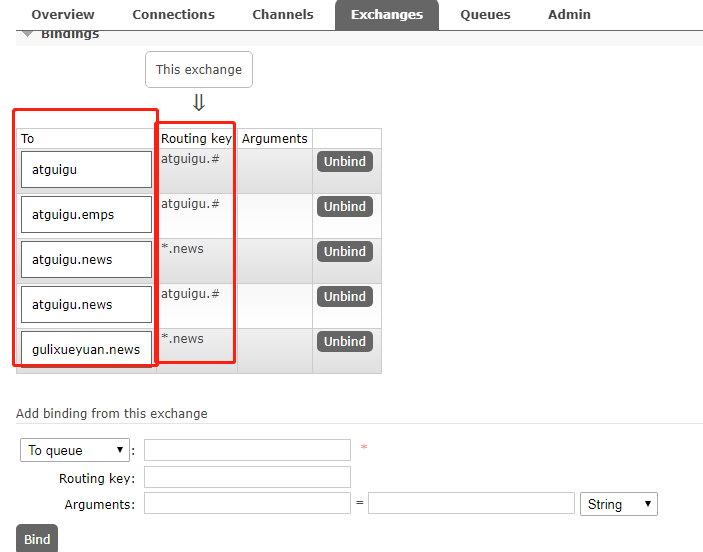 Overview Connections Channels Exchanges Queues Admin
Bindings
This exchange
⇓
To Routing key Arguments
atguigu atguigu.# Unbind
atguigu.emps atguigu.# Unbind
atguigu.news *.news Unbind
atguigu.news atguigu.# Unbind
gulixueyuan.news *.news Unbind
Add binding from this exchange
To queue : *
Routing key:
Arguments: = String
Bind